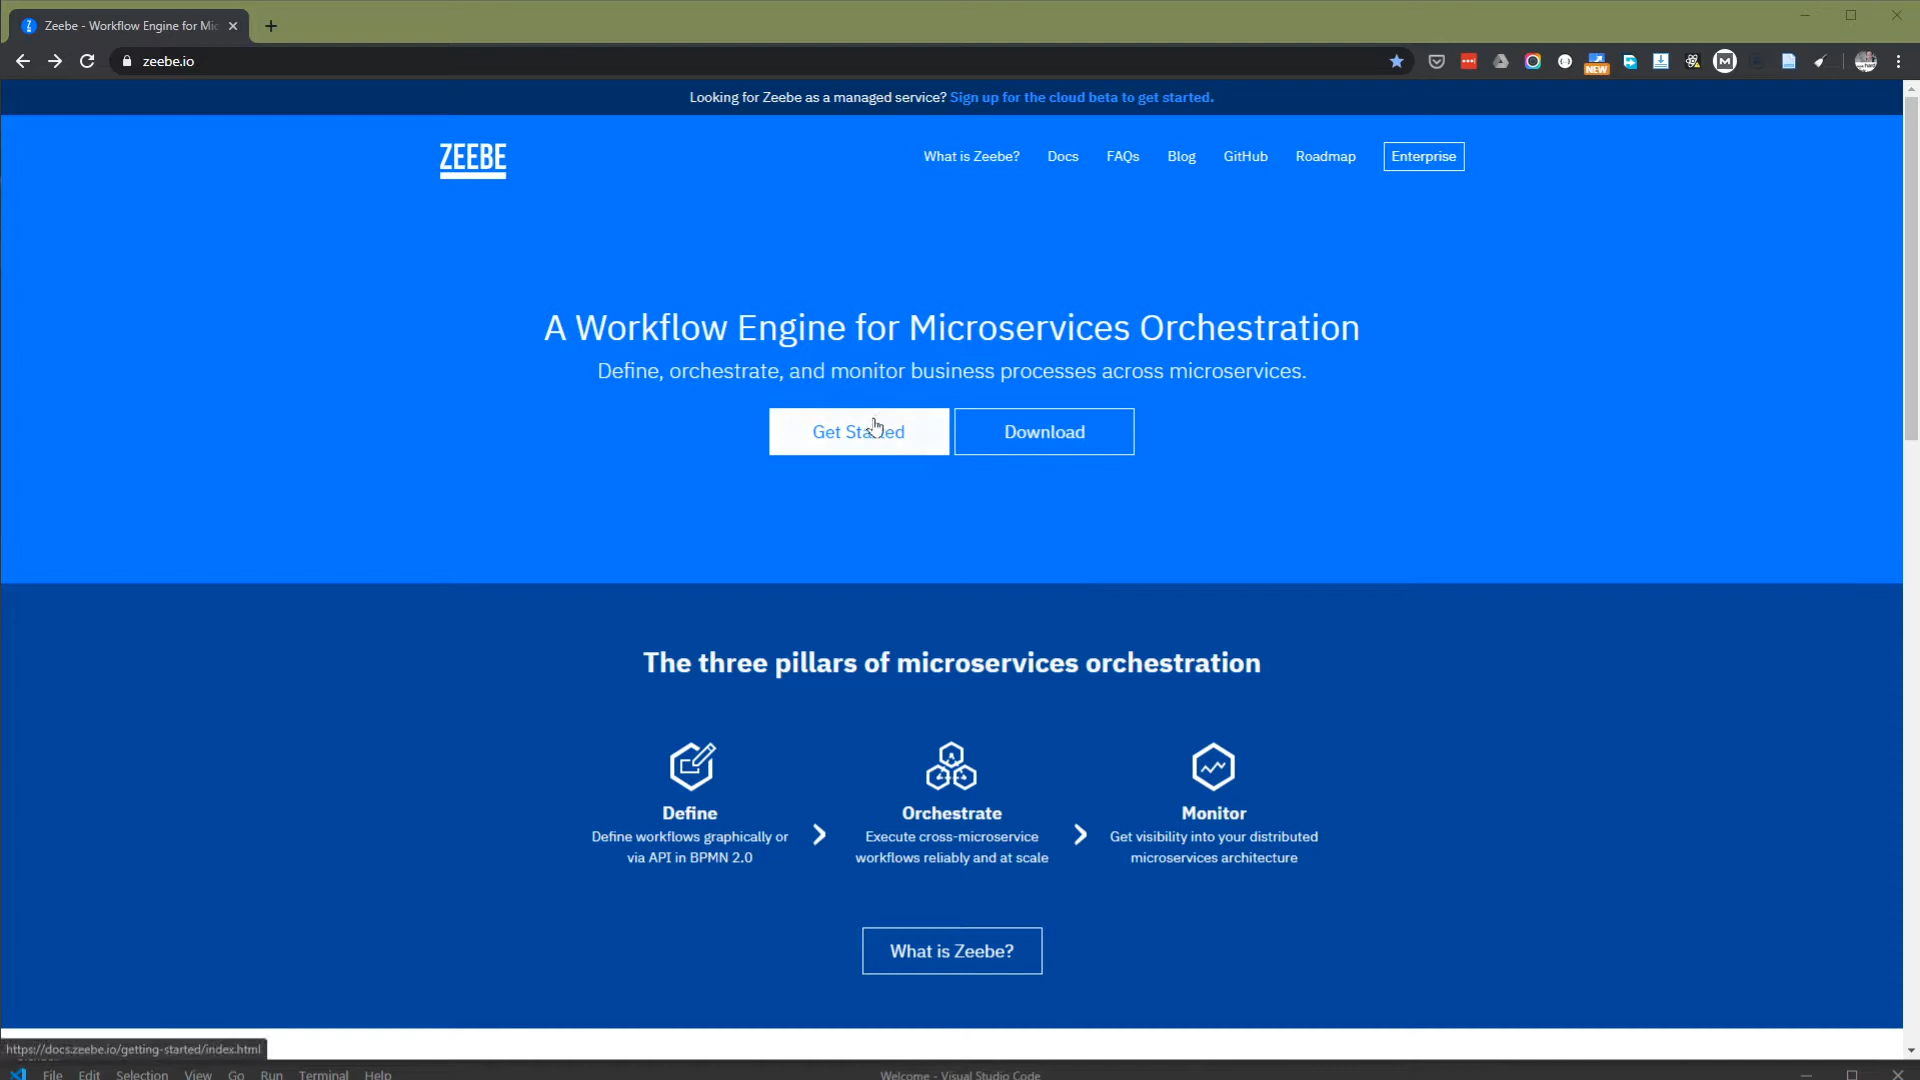 Zeebe - Workflow Engine for Mic
zeebe.io
NEW
Looking for Zeebe as a managed service? Sign up for the cloud beta to get started.
ZEEBE
What is Zeebe? Docs FAQs Blog GitHub Roadmap Enterprise
A Workflow Engine for Microservices Orchestration
Define, orchestrate, and monitor business processes across microservices.
Get Started Download
The three pillars of microservices orchestration
Define
Define workflows graphically or
via API in BPMN 2.0
Orchestrate
Execute cross-microservice
workflows reliably and at scale
Monitor
Get visibility into your distributed
microservices architecture
What is Zeebe?
https://docs.zeebe.io/getting-started/index.html
File Edit Selection View Go Run Terminal Help Welcome - Visual Studio Code